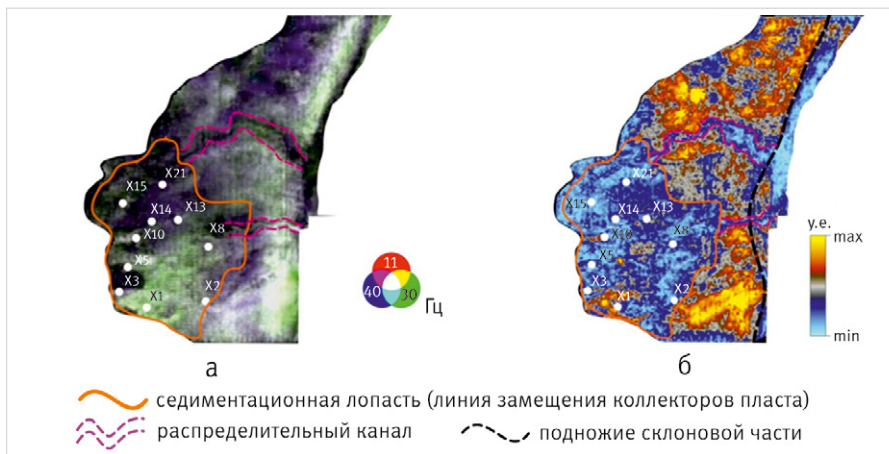 X21
X15
X14
X13
X10
X8
X5
X3
X2
X1
11
40
30
Гц
X21
X15
X14
X13
X10
X8
X5
X3
X2
X1
у.е.
max
min
а
б
седиментационная лопасть (линия замещения коллекторов пласта)
распределительный канал
подножие склоновой части